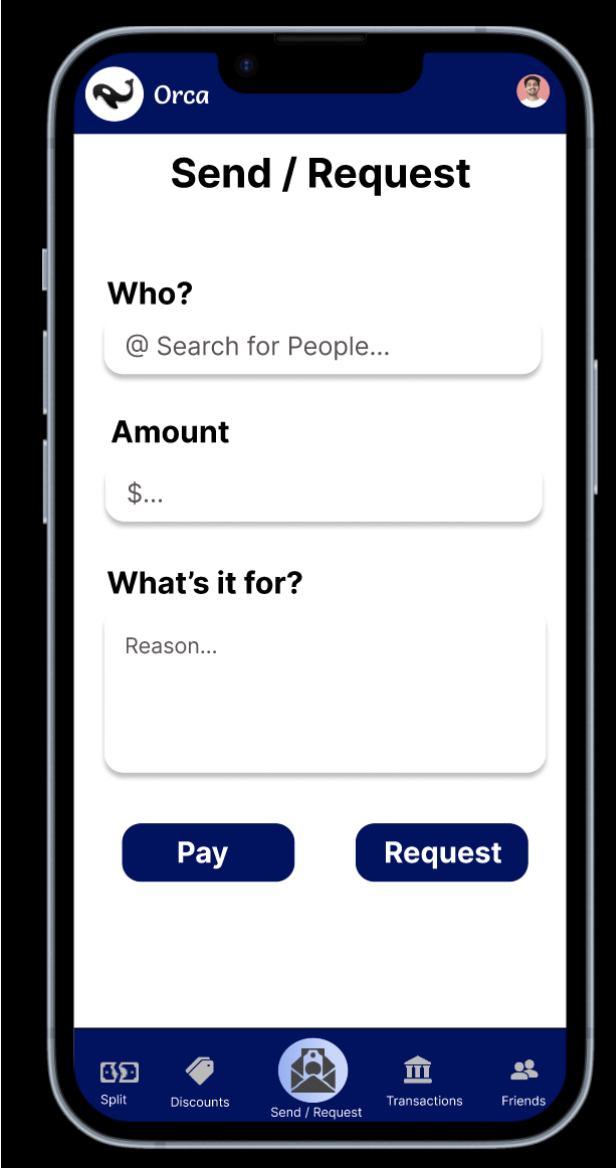 Orca
Send / Request
Who?
@ Search for People...
Amount
$...
What’s it for?
Reason...
Pay Request
Split Discounts Send / Request Transactions Friends